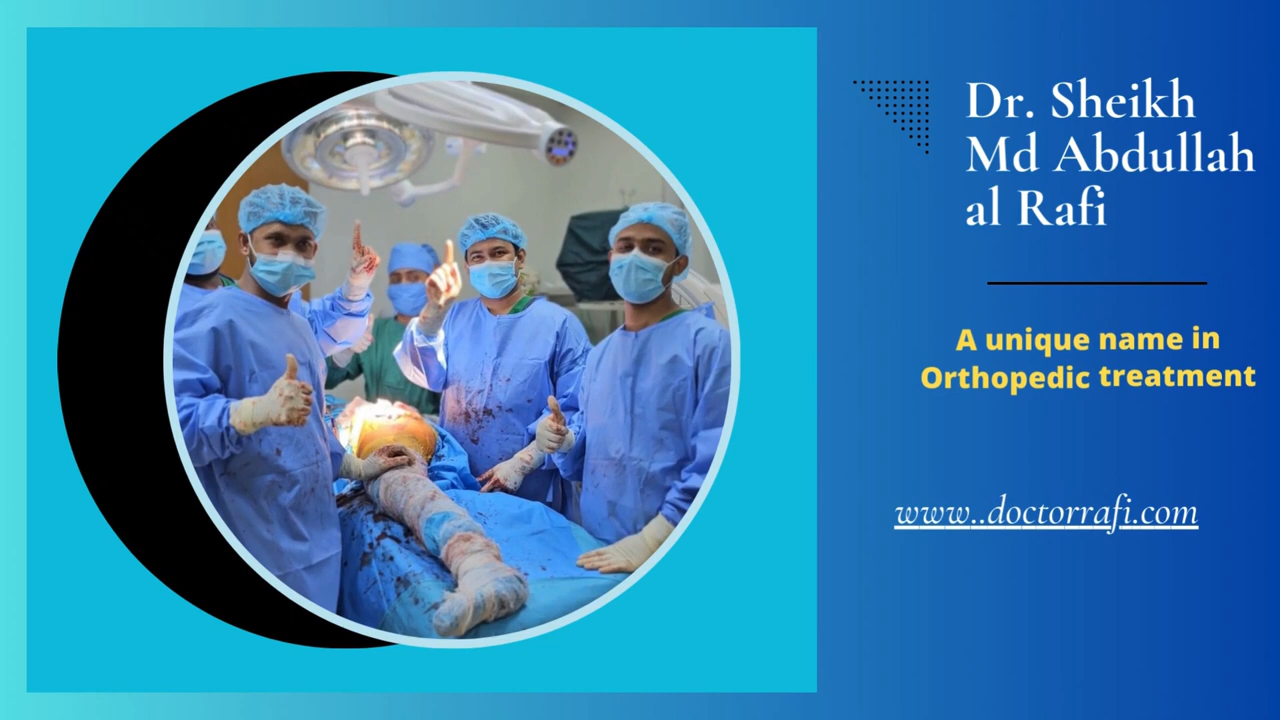 Dr. Sheikh
Md Abdullah
al Rafi
A unique name in
Orthopedic treatment
www..doctorrafi.com